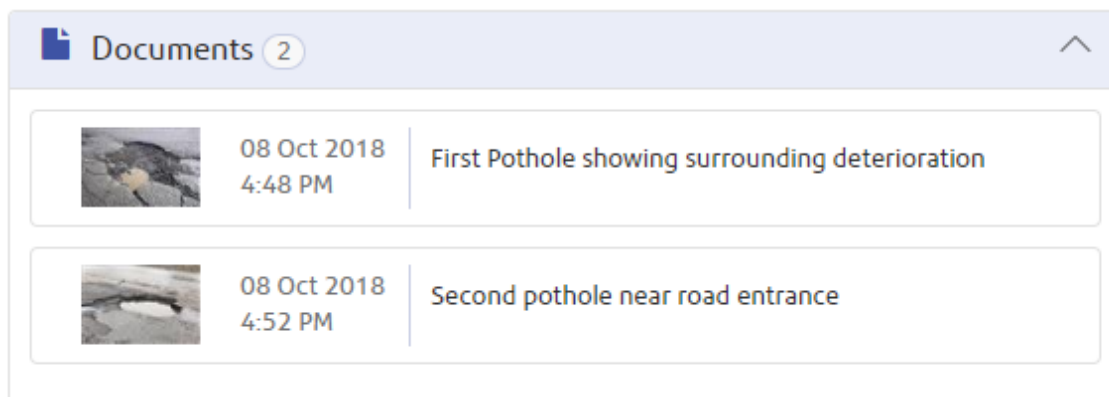 Documents 2
08 Oct 2018
4:48 PM
First Pothole showing surrounding deterioration
08 Oct 2018
4:52 PM
Second pothole near road entrance